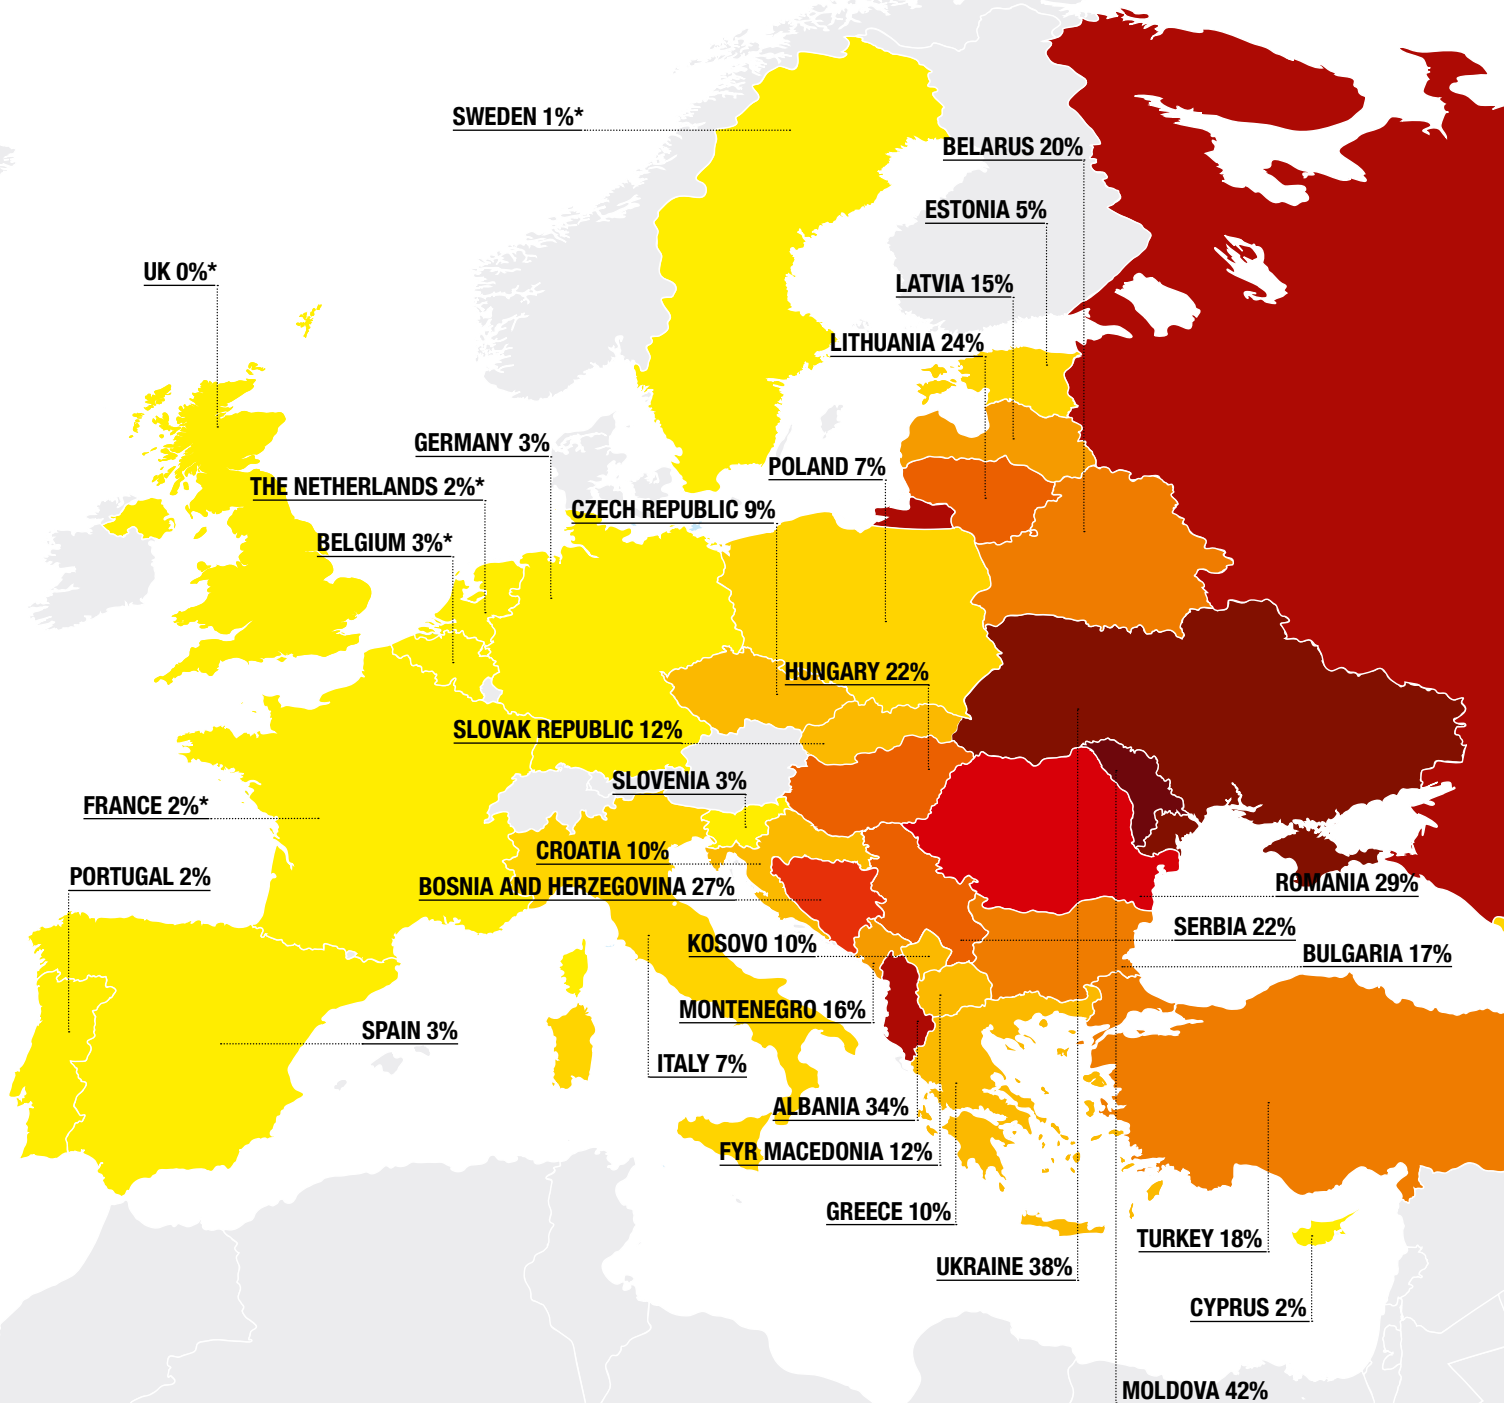 SWEDEN 1%*
BELARUS 20%
ESTONIA 5%
UK 0%*
LATVIA 15%
LITHUANIA 24%
GERMANY 3%
POLAND 7%
THE NETHERLANDS 2%*
CZECH REPUBLIC 9%
BELGIUM 3%*
HUNGARY 22%
SLOVAK REPUBLIC 12%
SLOVENIA 3%
FRANCE 2%*
CROATIA 10%
PORTUGAL 2%
BOSNIA AND HERZEGOVINA 27%
ROMANIA 29%
SERBIA 22%
KOSOVO 10%
BULGARIA 17%
MONTENEGRO 16%
SPAIN 3%
ITALY 7%
ALBANIA 34%
FYR MACEDONIA 12%
GREECE 10%
TURKEY 18%
UKRAINE 38%
CYPRUS 2%
MOLDOVA 42%